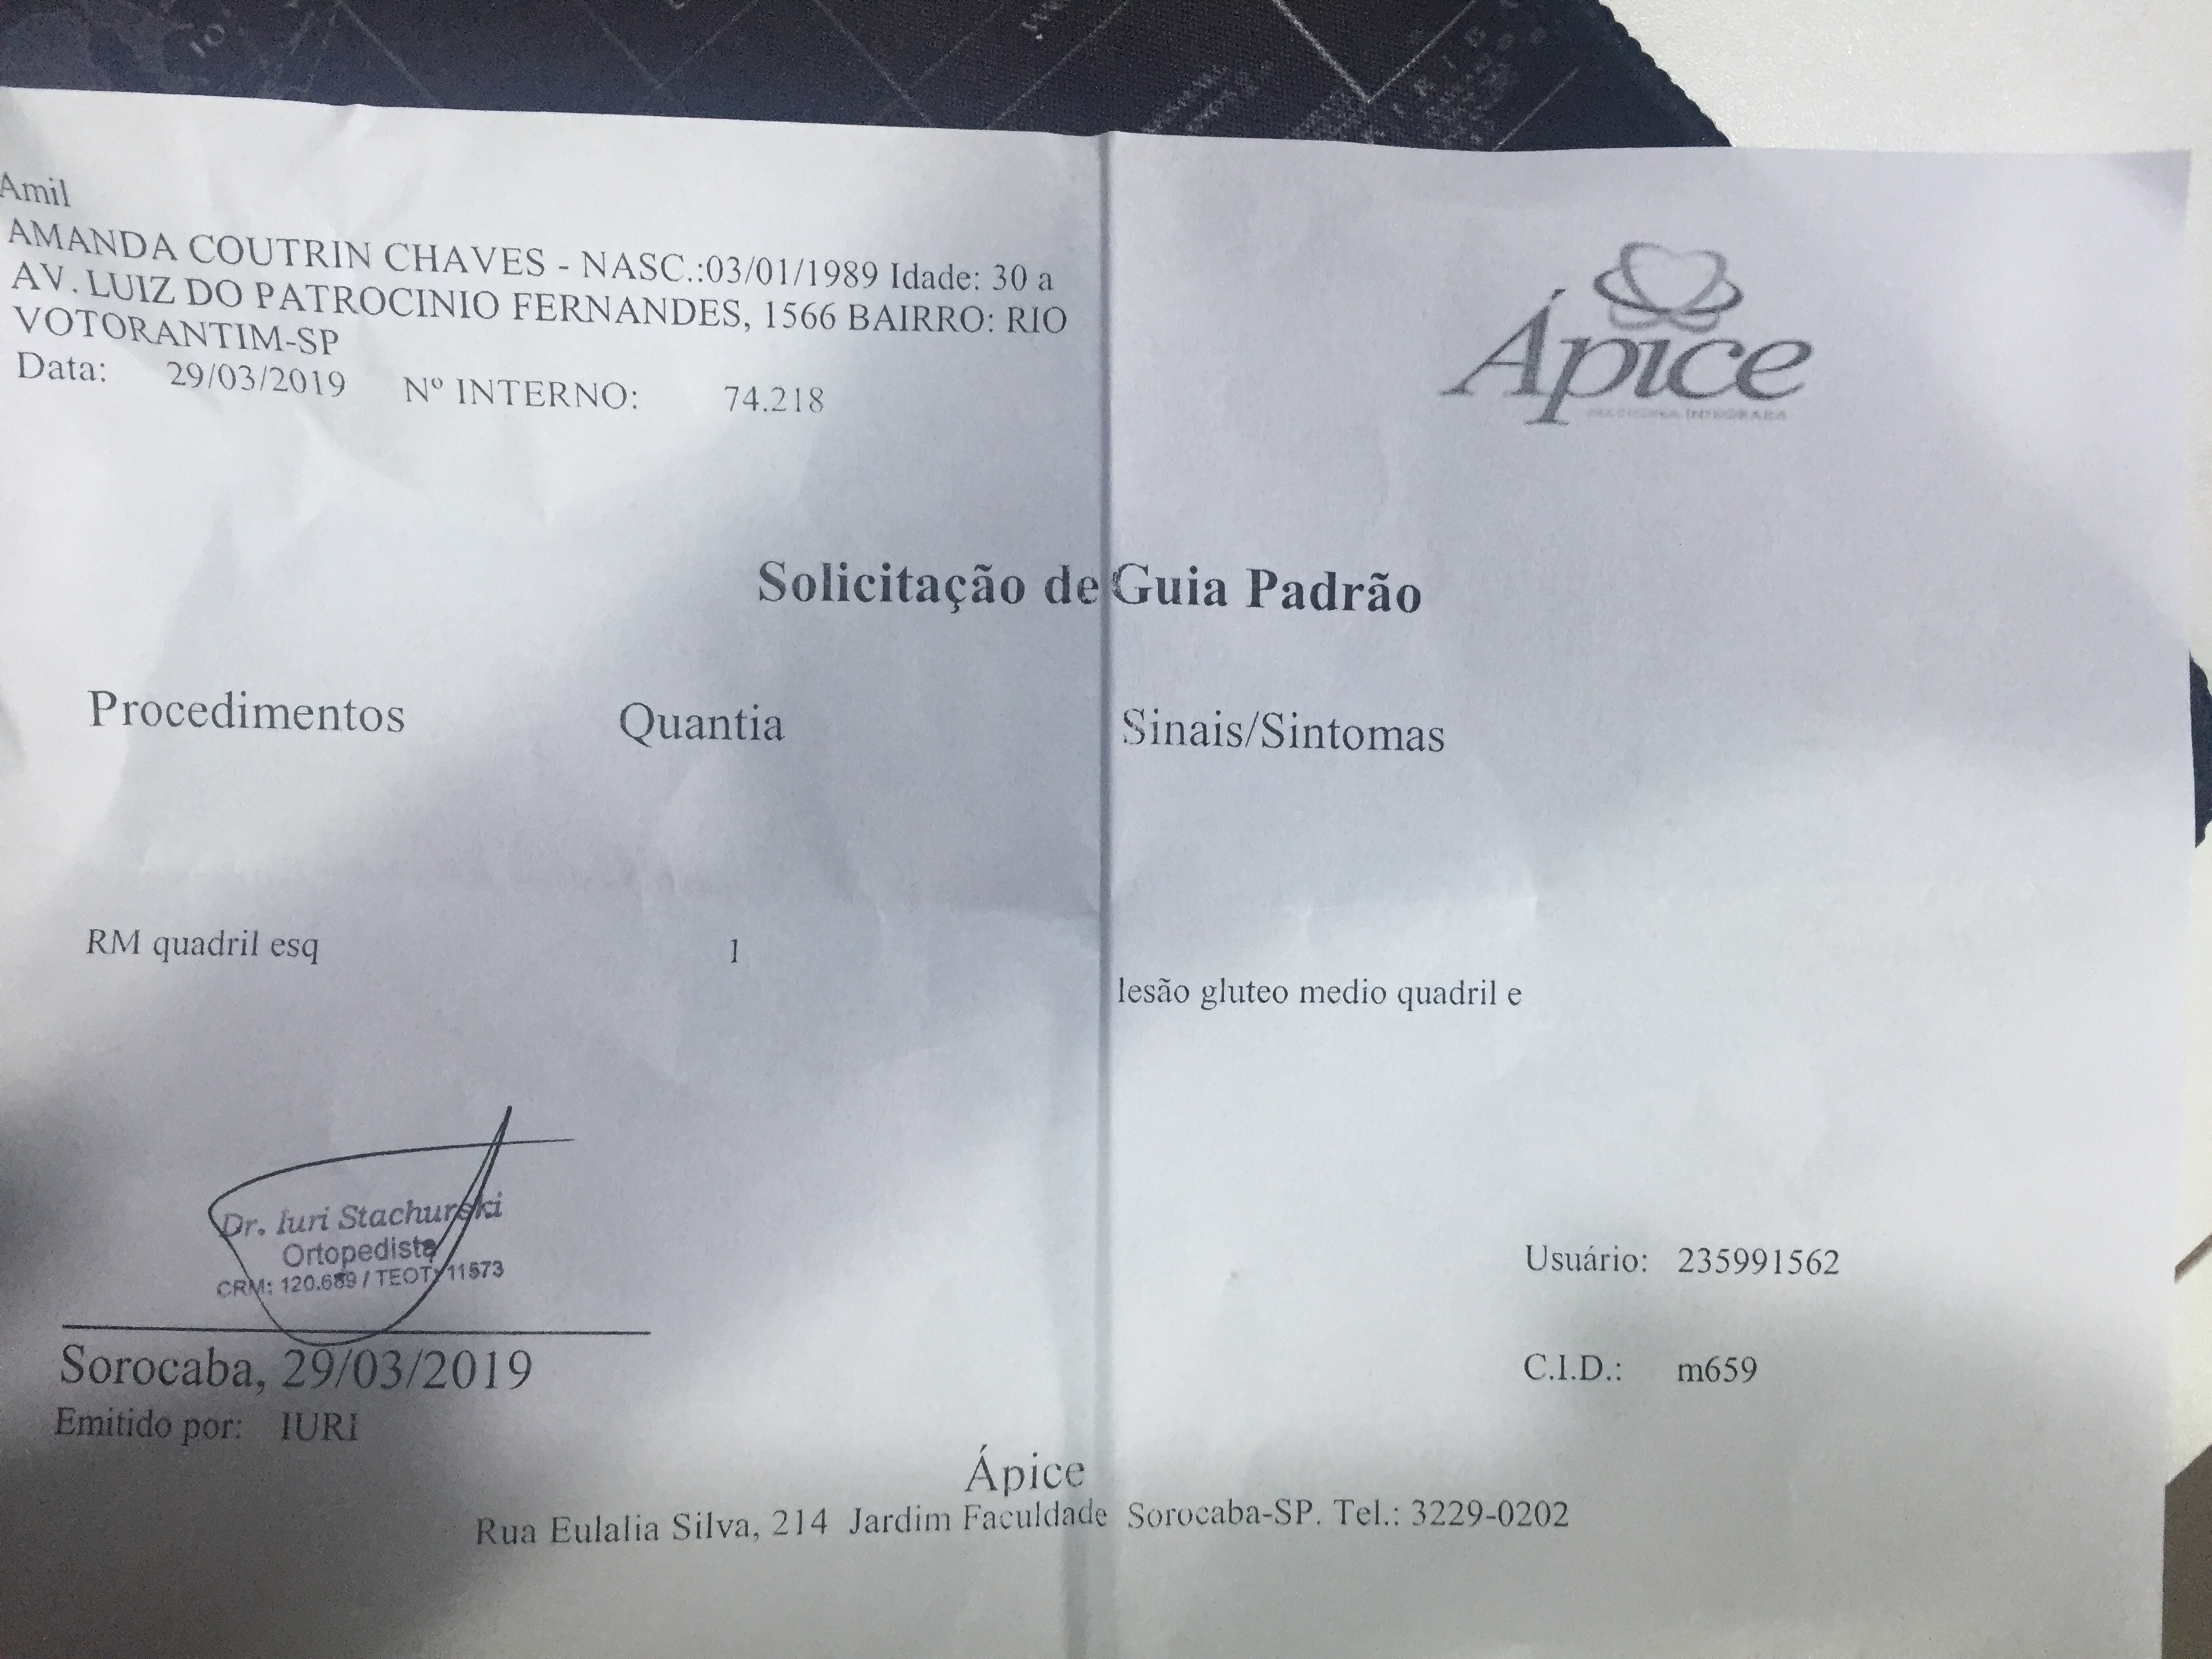 Amil
AMANDA COUTRIN CHAVES - NASC.:03/01/1989 Idade: 30 a
AV. LUIZ DO PATROCINIO FERNANDES, 1566 BAIRRO: RIO
VOTORANTIM-SP
Data: 29/03/2019 Nº INTERNO: 74.218
Ápice
MEDICINA INTEGRADA
Solicitação de Guia Padrão
Procedimentos Quantia Sinais/Sintomas
RM quadril esq 1
lesão gluteo medio quadril e
Dr. Iuri Stachurski
Ortopedista
CRM: 120.689 / TEOT: 11573
Usuário: 235991562
Sorocaba, 29/03/2019
C.I.D.: m659
Emitido por: IURI
Ápice
Rua Eulalia Silva, 214 Jardim Faculdade Sorocaba-SP. Tel.: 3229-0202